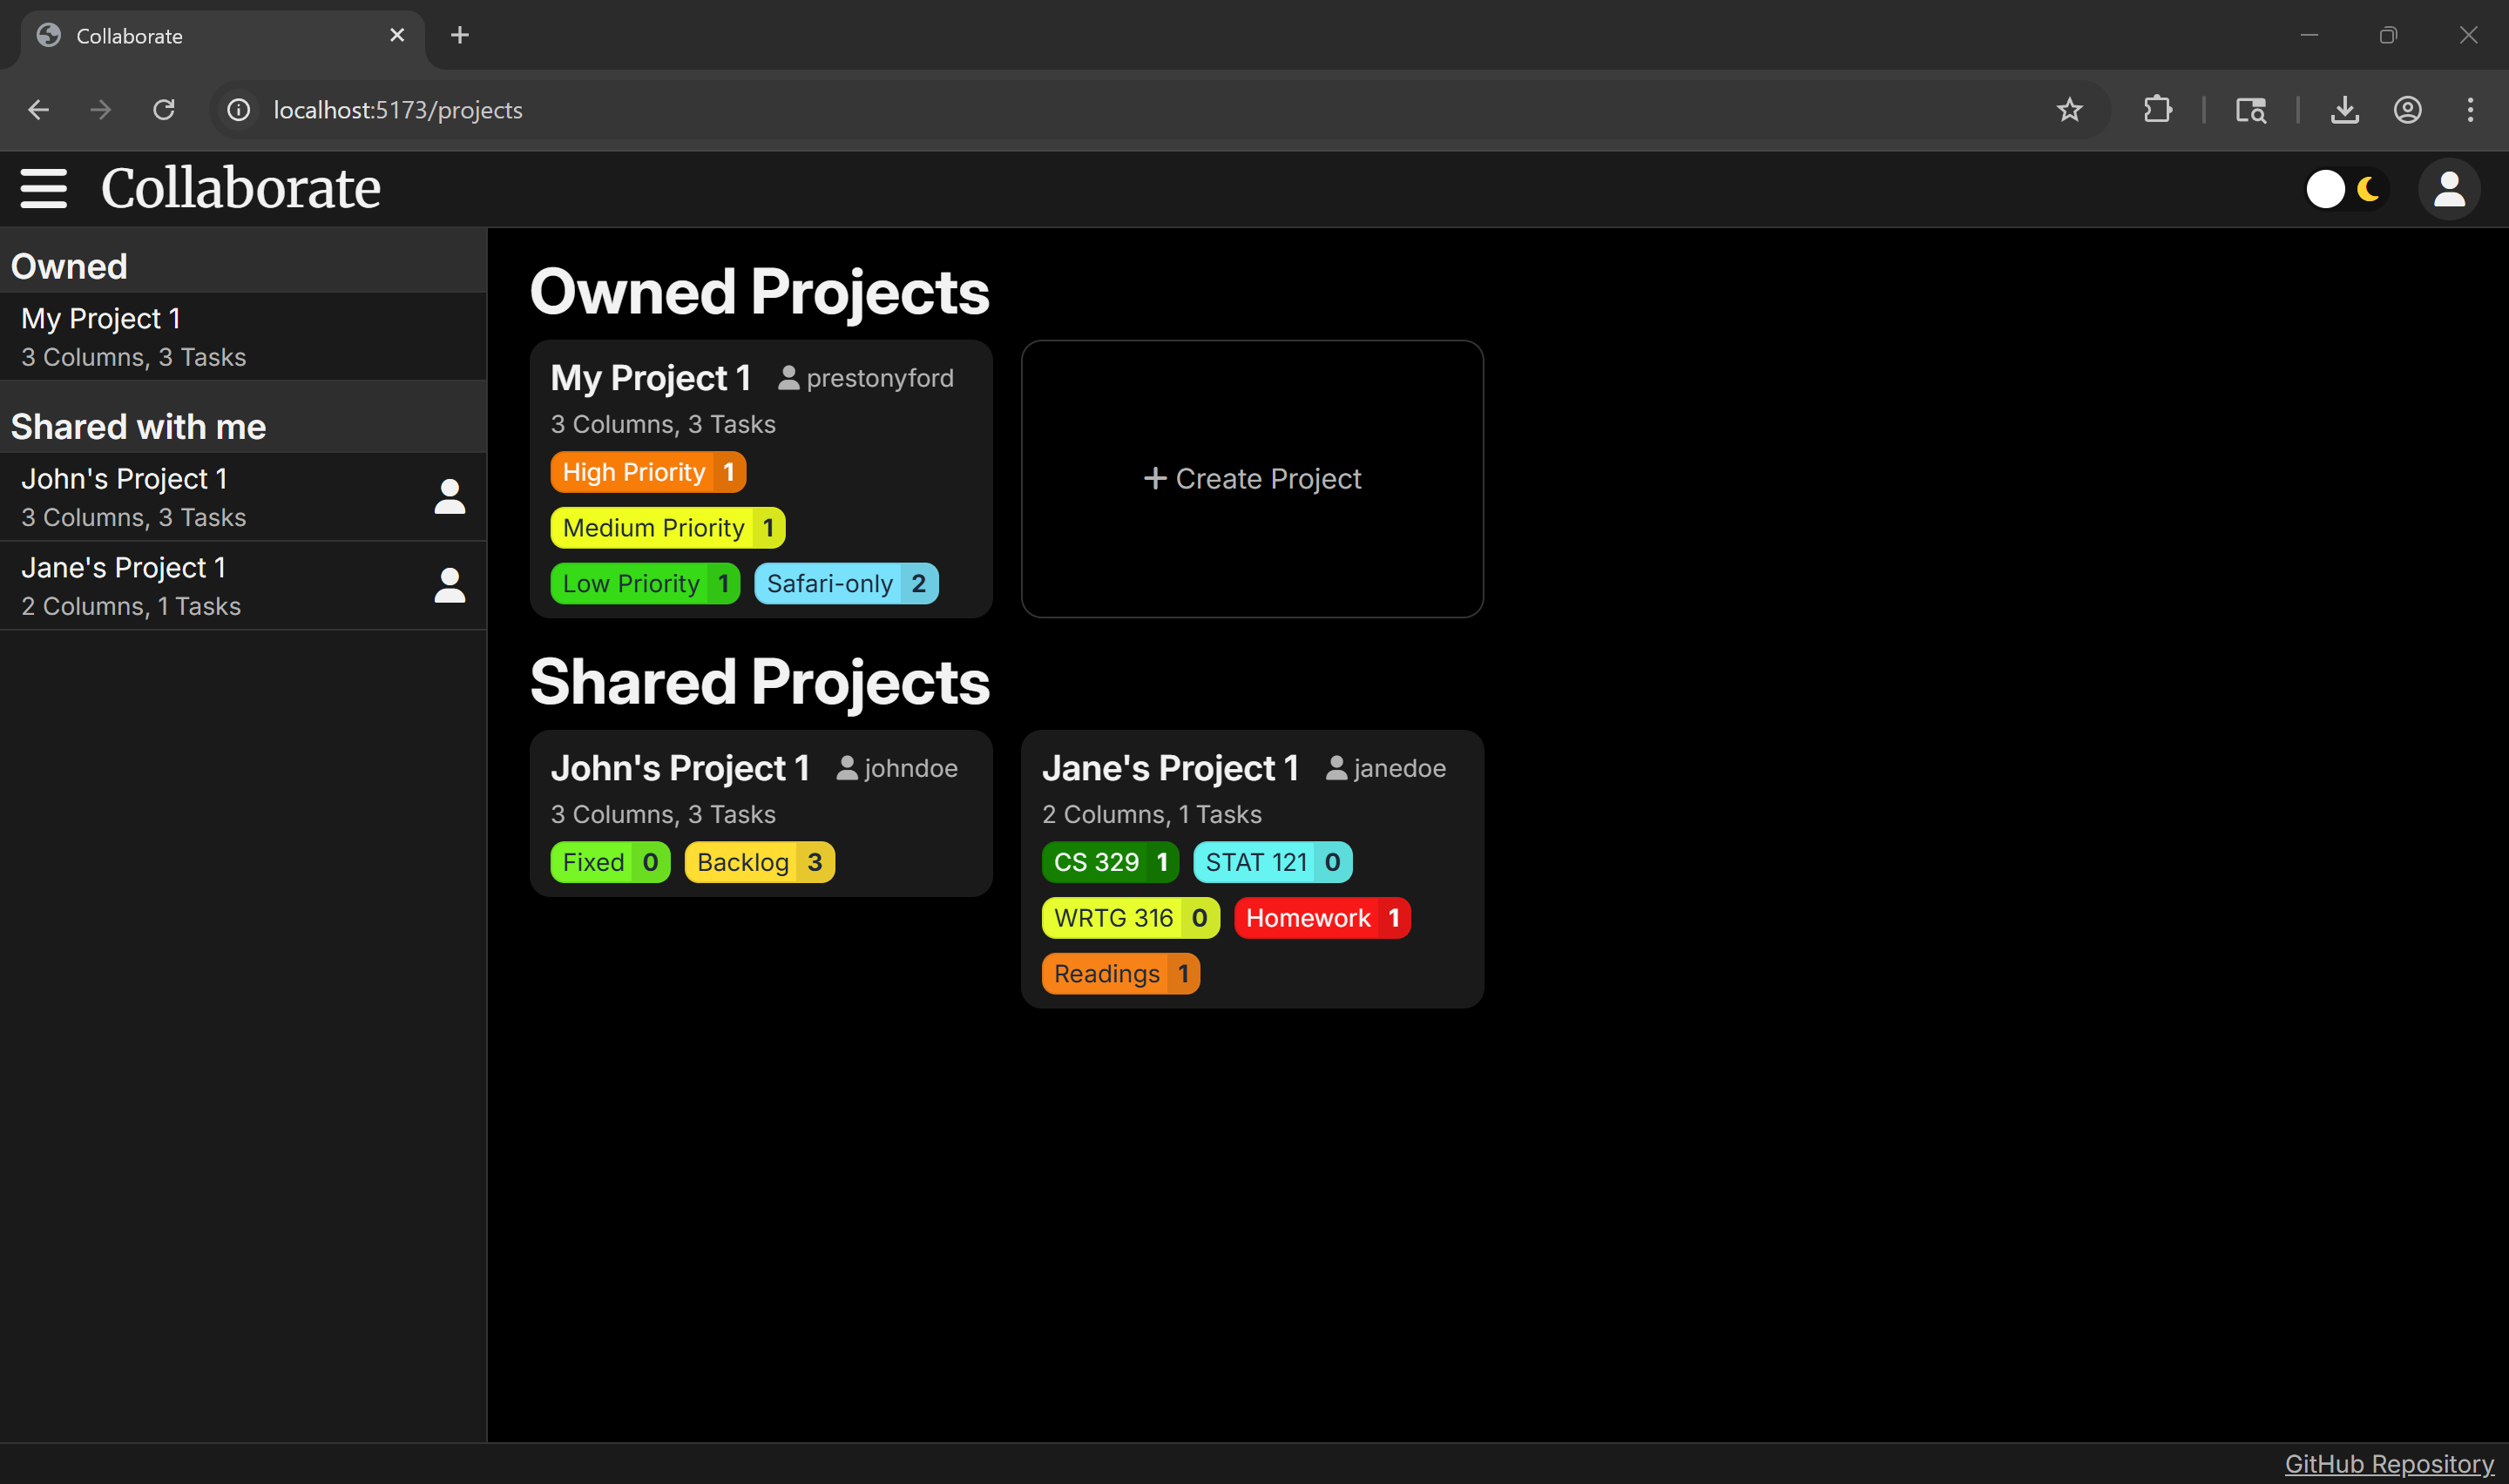 Collaborate
localhost:5173/projects
Collaborate
Owned
My Project 1
3 Columns, 3 Tasks
Shared with me
John's Project 1
3 Columns, 3 Tasks
Jane's Project 1
2 Columns, 1 Tasks
Owned Projects
My Project 1 prestonyford
3 Columns, 3 Tasks
High Priority 1
Medium Priority 1
Low Priority 1 Safari-only 2
+ Create Project
Shared Projects
John's Project 1 johndoe
3 Columns, 3 Tasks
Fixed 0 Backlog 3
Jane's Project 1 janedoe
2 Columns, 1 Tasks
CS 329 1 STAT 121 0
WRTG 316 0 Homework 1
Readings 1
GitHub Repository